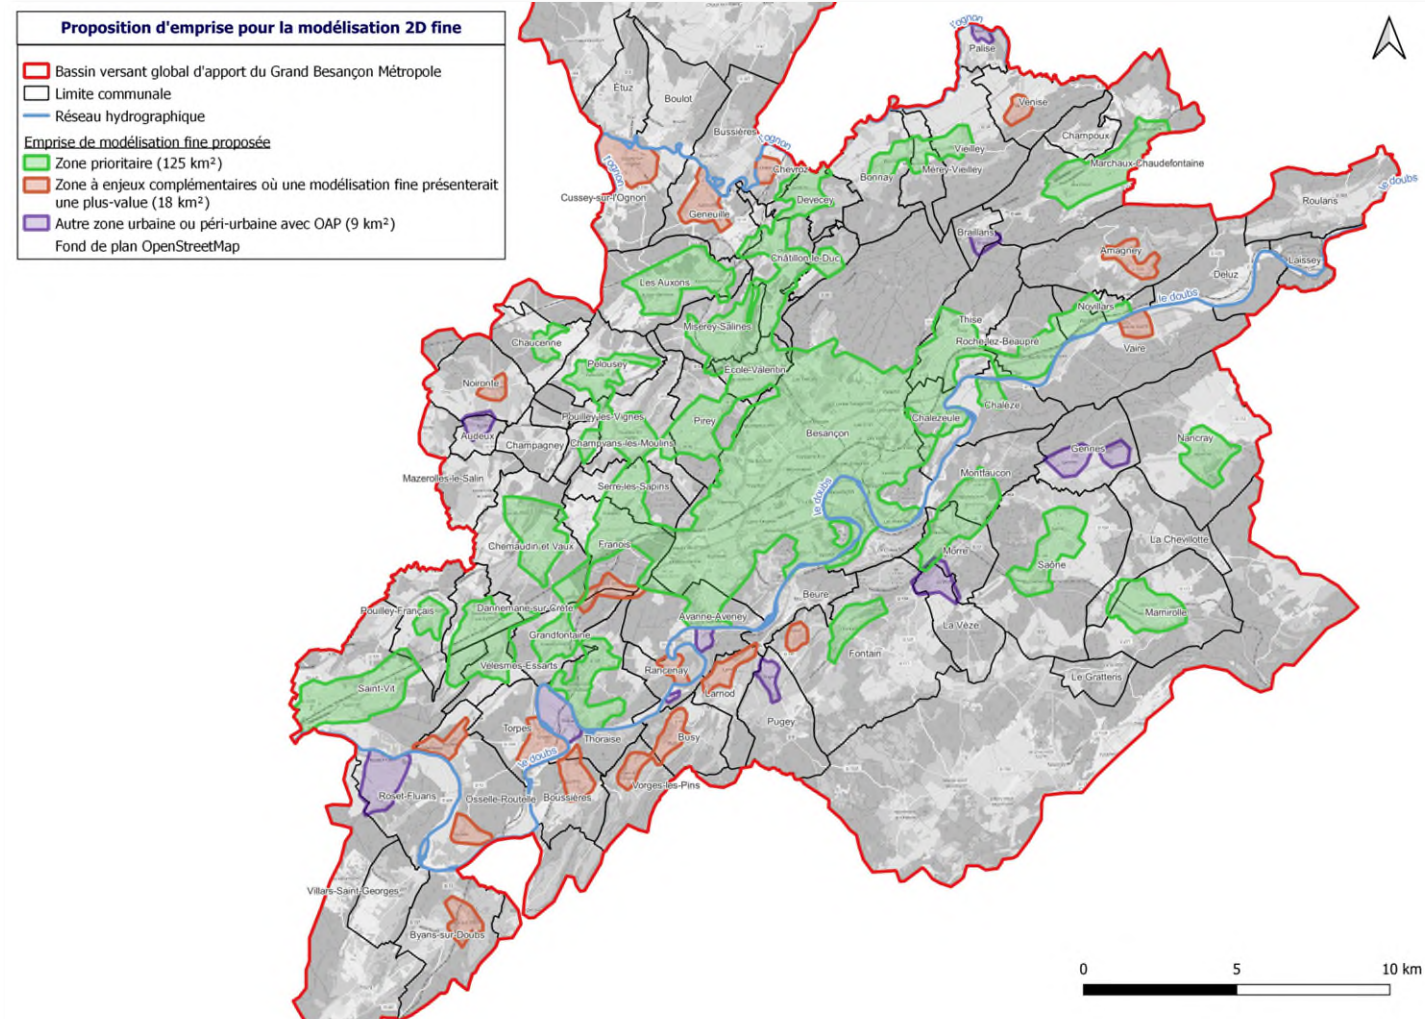 Proposition d'emprise pour la modélisation 2D fine
Bassin versant global d'apport du Grand Besançon Métropole
Limite communale
Réseau hydrographique
Emprise de modélisation fine proposée
Zone prioritaire (125 km²)
Zone à enjeux complémentaires où une modélisation fine présenterait
une plus-value (18 km²)
Autre zone urbaine ou péri-urbaine avec OAP (9 km²)
Fond de plan OpenStreetMap
l'ognon
Palise
Étuz
Boulot
Venise
Bussières
Champoux
l'ognon
Vieilley
Marchaux-Chaudefontaine
l'ognon
Chevroz
Bonnay
Mérey-Vieilley
le doubs
Cussey-sur-l'Ognon
Devecey
Roulans
Geneuille
Braillans
Amagney
Châtillon-le-Duc
Laissey
Deluz
Les Auxons
le doubs
Novillars
Miserey-Salines
Thise
Chaucenne
Roche-lez-Beaupré
Vaire
Pelousey
École-Valentin
Noironte
Chalèze
Pouilley-les-Vignes
Pirey
Chalezeule
Besançon
Audeux
Champagney
Champvans-les-Moulins
Nancray
Gennes
Mazerolles-le-Salin
Montfaucon
Serre-les-Sapins
le doubs
La Chevillotte
Chemaudin et Vaux
Franois
Morre
Saône
Beure
Pouilley-Français
Dannemarie-sur-Crète
Avanne-Aveney
Mamirolle
La Vèze
Grandfontaine
Fontain
Velesmes-Essarts
Rancenay
Le Gratteris
Saint-Vit
Larnod
Pugey
Torpes
Thoraise
Busy
le doubs
Vorges-les-Pins
Roset-Fluans
Osselle-Routelle
Boussières
Villars-Saint-Georges
Byans-sur-Doubs
0
5
10 km